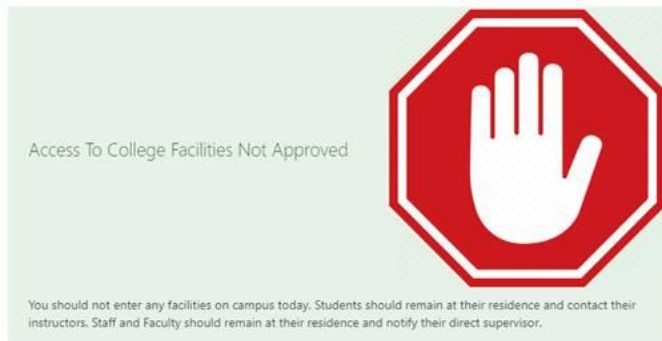 Access To College Facilities Not Approved
You should not enter any facilities on campus today. Students should remain at their residence and contact their
instructors. Staff and Faculty should remain at their residence and notify their direct supervisor.